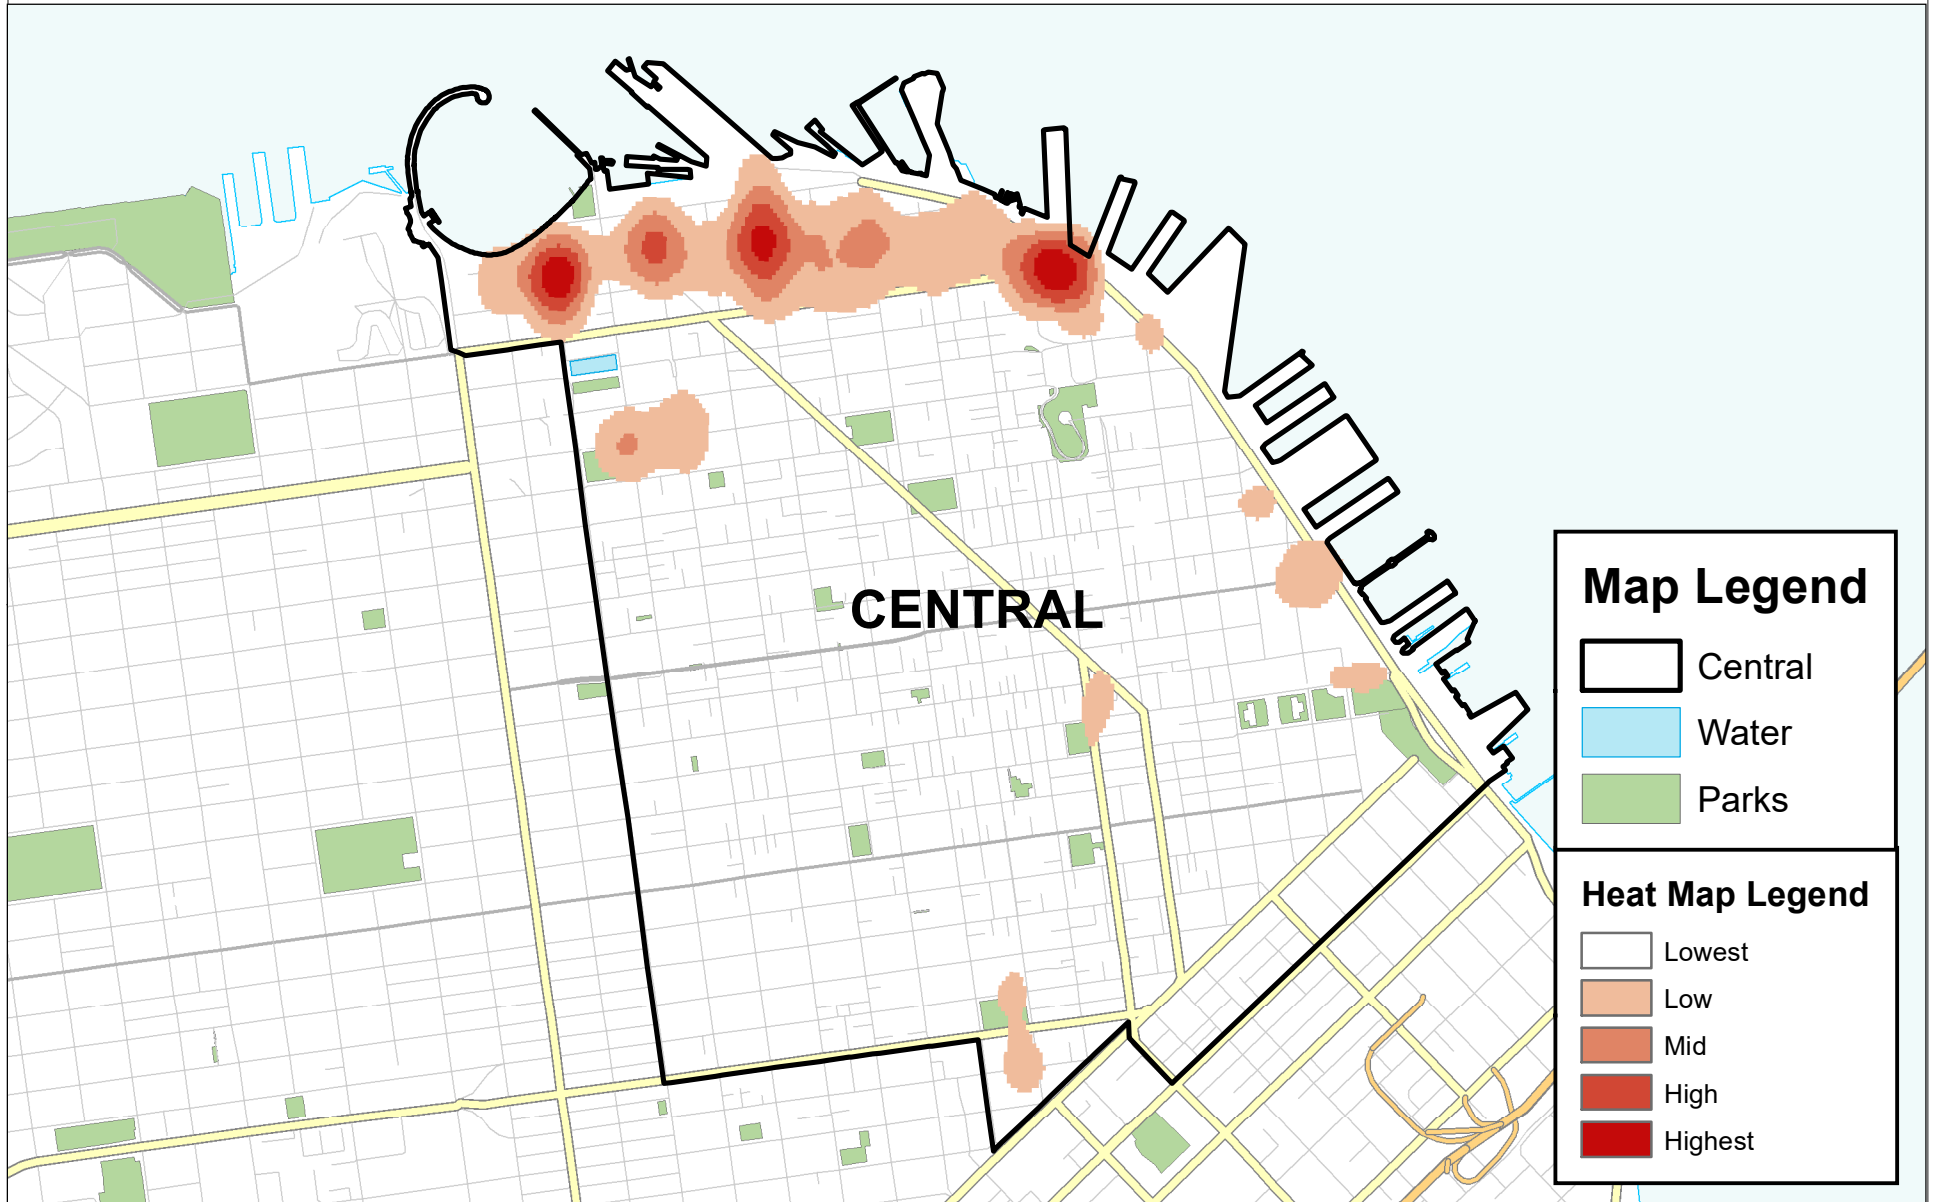 CENTRAL
Map Legend
Central
Water
Parks
Heat Map Legend
Lowest
Low
Mid
High
Highest